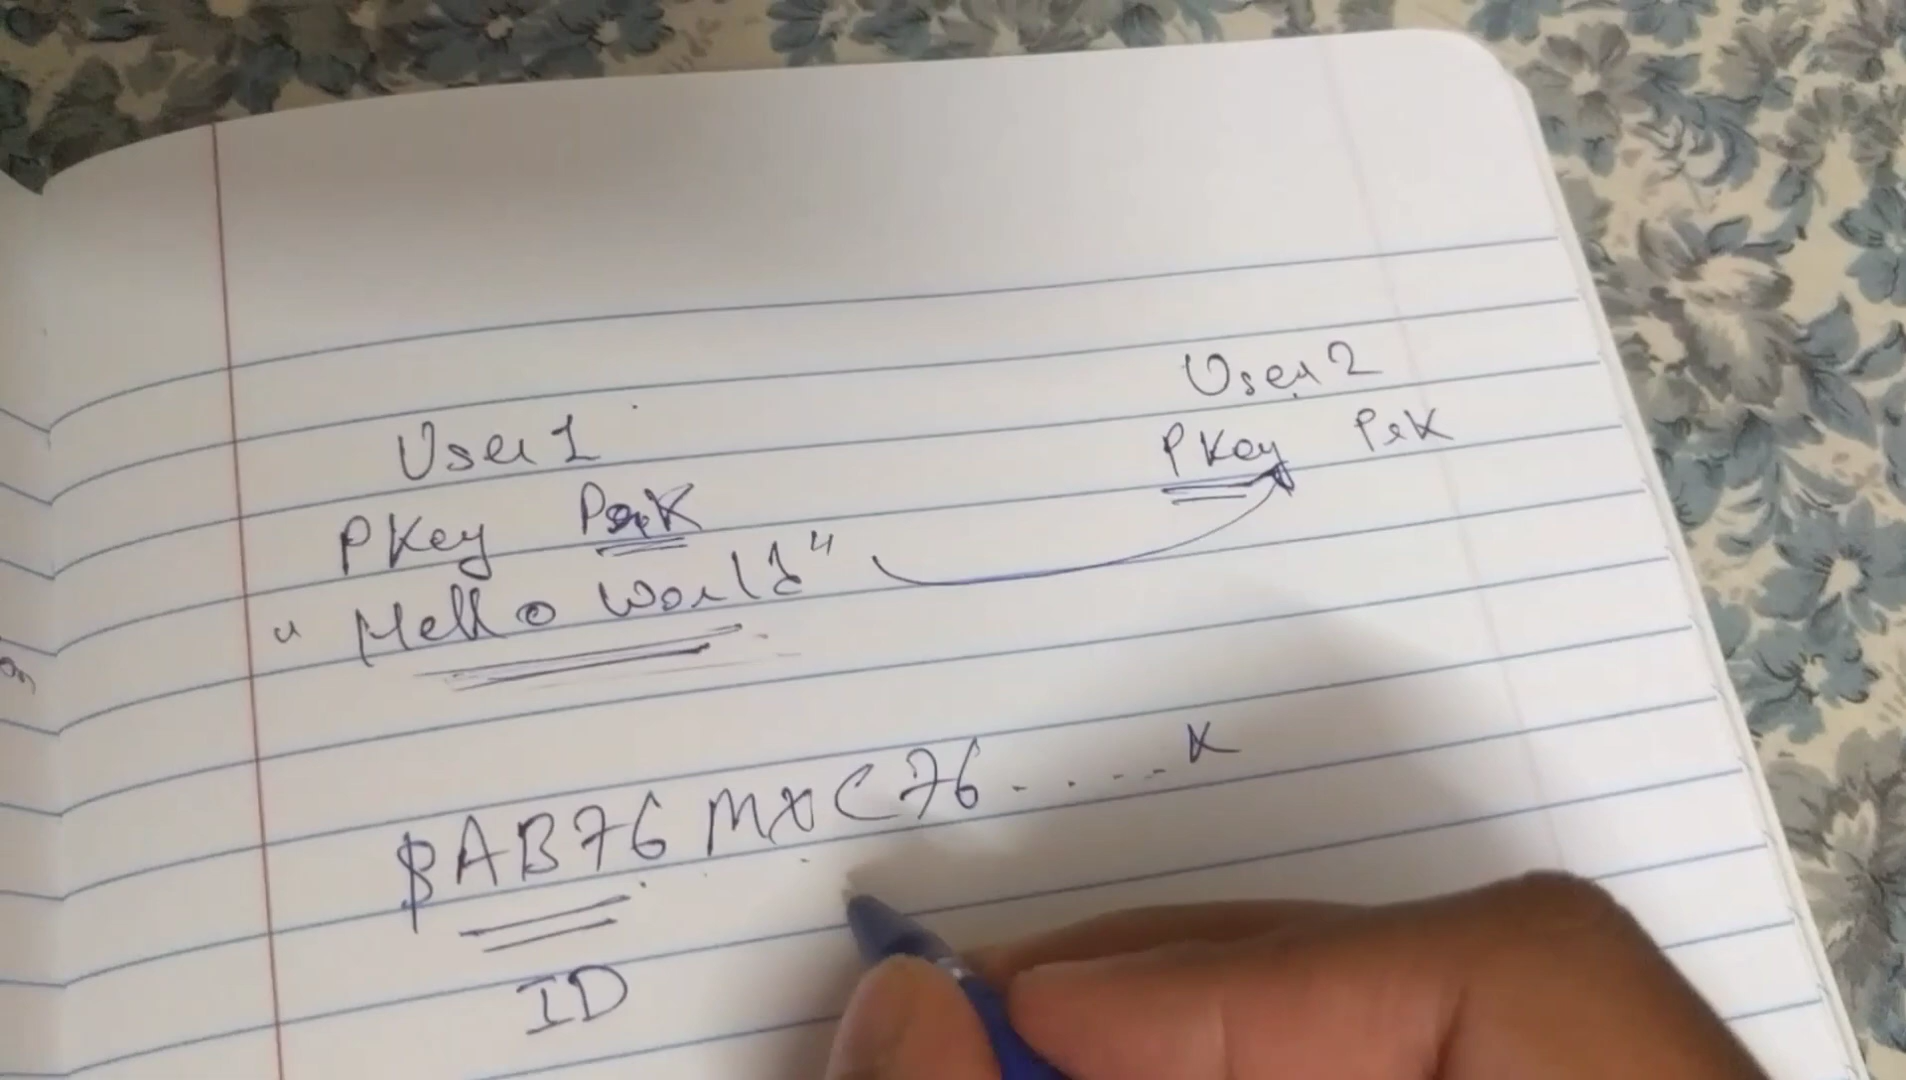 User 2
PKey PrK
User 1
PKey PrK
"Hello World"
$AB76 MXC76.....K
ID